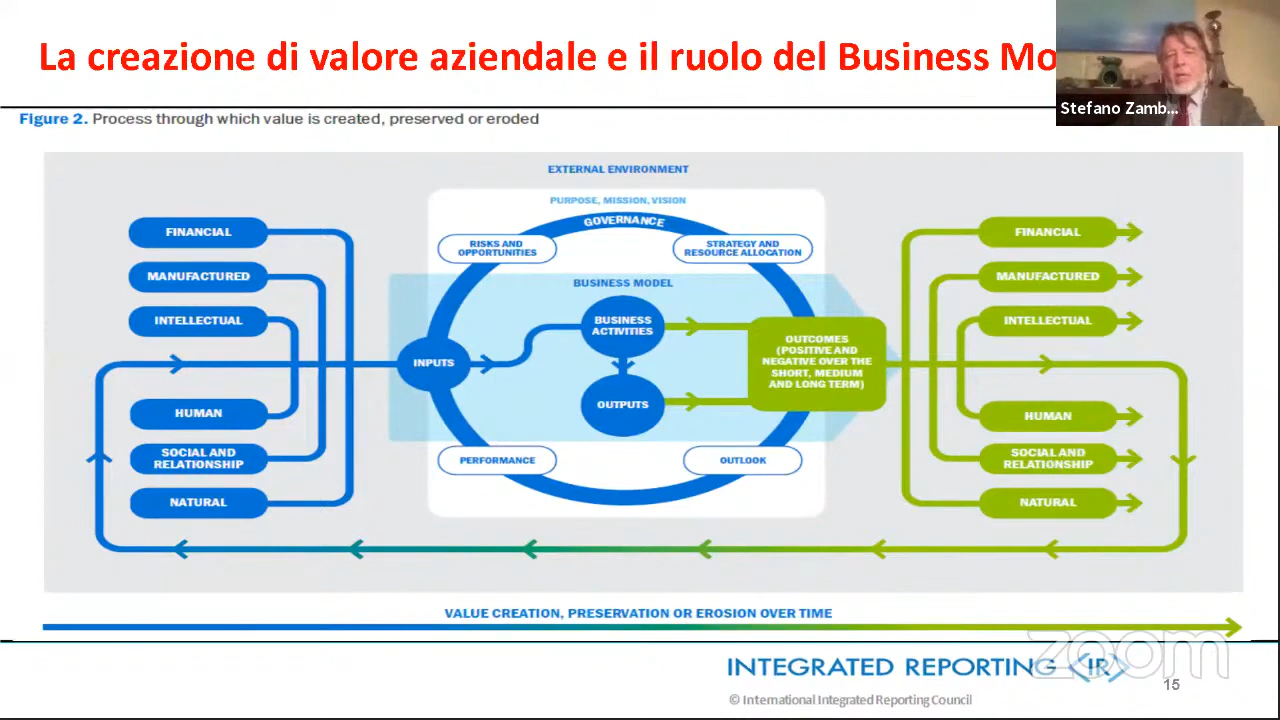 La creazione di valore aziendale e il ruolo del Business Mo
Stefano Zamb...
Figure 2. Process through which value is created, preserved or eroded
EXTERNAL ENVIRONMENT
PURPOSE, MISSION, VISION
GOVERNANCE
RISKS AND
OPPORTUNITIES
STRATEGY AND
RESOURCE ALLOCATION
BUSINESS MODEL
FINANCIAL
MANUFACTURED
INTELLECTUAL
HUMAN
SOCIAL AND
RELATIONSHIP
NATURAL
INPUTS
BUSINESS
ACTIVITIES
OUTPUTS
OUTCOMES
(POSITIVE AND
NEGATIVE OVER THE
SHORT, MEDIUM
AND LONG TERM)
PERFORMANCE
OUTLOOK
FINANCIAL
MANUFACTURED
INTELLECTUAL
HUMAN
SOCIAL AND
RELATIONSHIP
NATURAL
VALUE CREATION, PRESERVATION OR EROSION OVER TIME
zoom
INTEGRATED REPORTING <IR>
15
© International Integrated Reporting Council